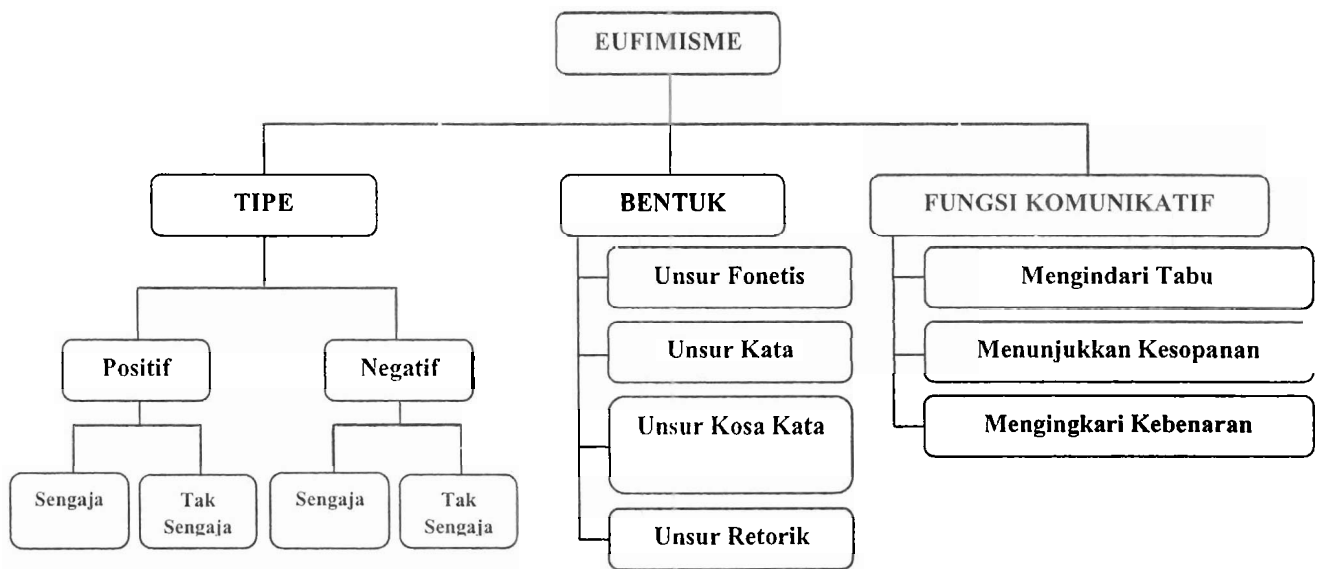 EUFIMISME
TIPE
BENTUK
FUNGSI KOMUNIKATIF
Unsur Fonetis
Mengindari Tabu
Positif
Negatif
Unsur Kata
Menunjukkan Kesopanan
Unsur Kosa Kata
Mengingkari Kebenaran
Sengaja
Tak
Sengaja
Sengaja
Tak
Sengaja
Unsur Retorik